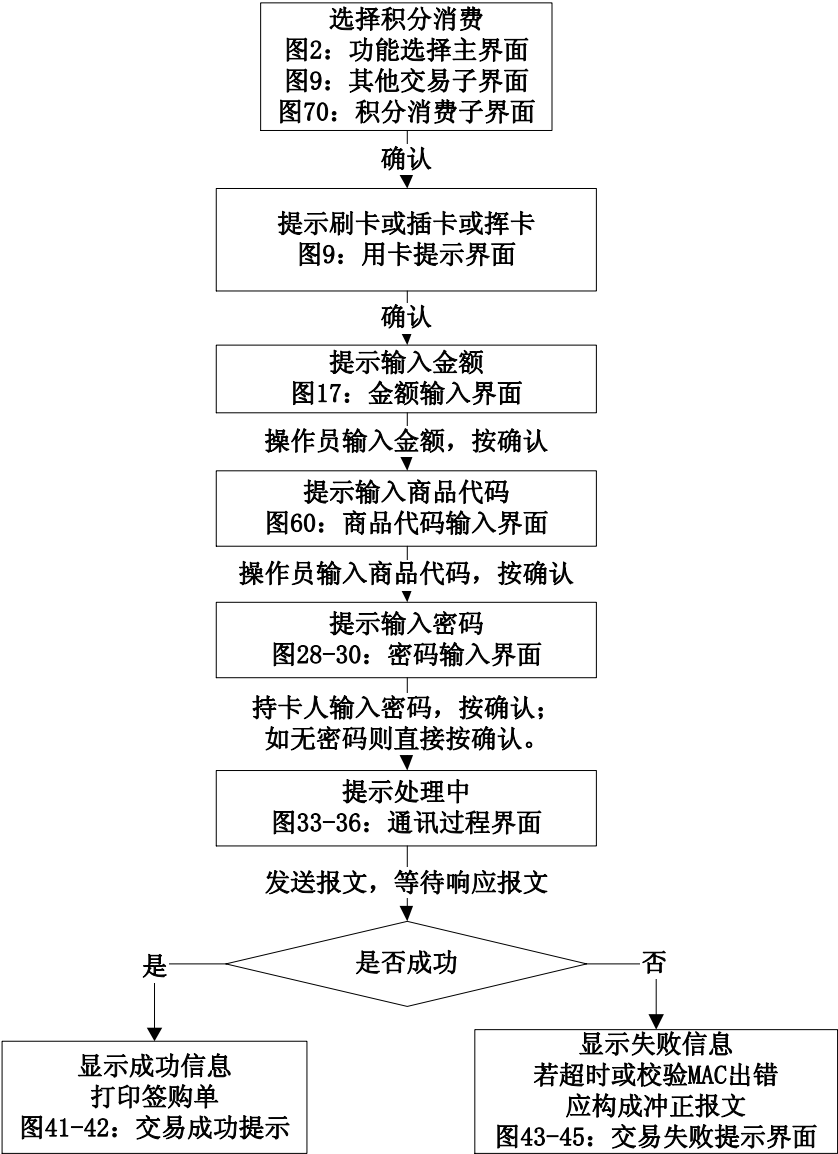 选择积分消费
图2：功能选择主界面
图9：其他交易子界面
图70：积分消费子界面
确认
提示刷卡或插卡或挥卡
图9：用卡提示界面
确认
提示输入金额
图17：金额输入界面
操作员输入金额，按确认
提示输入商品代码
图60：商品代码输入界面
操作员输入商品代码，按确认
提示输入密码
图28-30：密码输入界面
持卡人输入密码，按确认；
如无密码则直接按确认。
提示处理中
图33-36：通讯过程界面
发送报文，等待响应报文
是否成功
是
否
显示成功信息
打印签购单
图41-42：交易成功提示
显示失败信息
若超时或校验MAC出错
应构成冲正报文
图43-45：交易失败提示界面